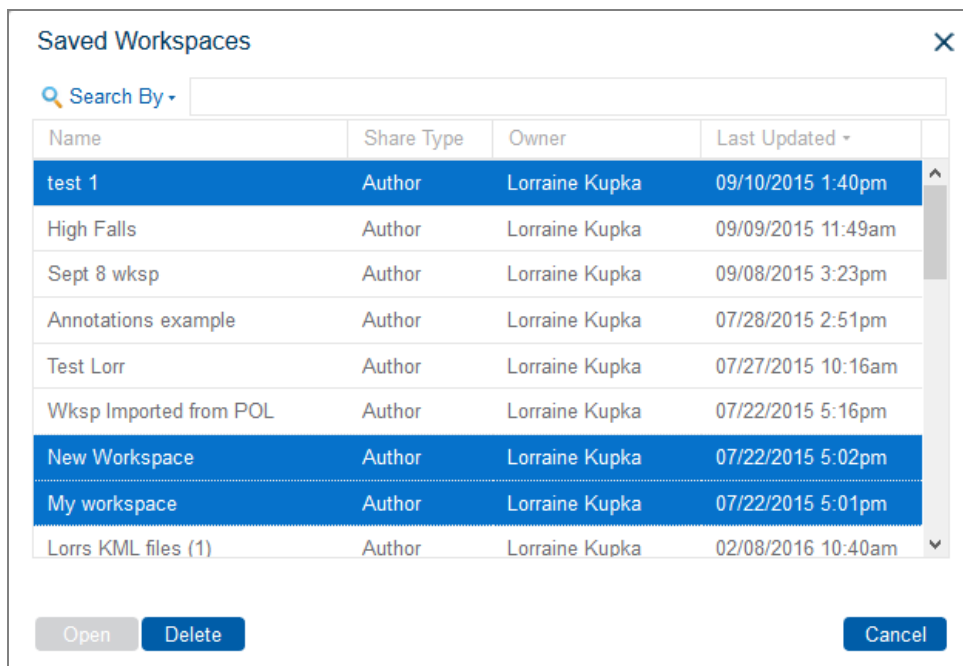 Saved Workspaces
Search By
Name Share Type Owner Last Updated
test 1 Author Lorraine Kupka 09/10/2015 1:40pm
High Falls Author Lorraine Kupka 09/09/2015 11:49am
Sept 8 wksp Author Lorraine Kupka 09/08/2015 3:23pm
Annotations example Author Lorraine Kupka 07/28/2015 2:51pm
Test Lorr Author Lorraine Kupka 07/27/2015 10:16am
Wksp Imported from POL Author Lorraine Kupka 07/22/2015 5:16pm
New Workspace Author Lorraine Kupka 07/22/2015 5:02pm
My workspace Author Lorraine Kupka 07/22/2015 5:01pm
Lorrs KML files (1) Author Lorraine Kupka 02/08/2016 10:40am
Open Delete Cancel